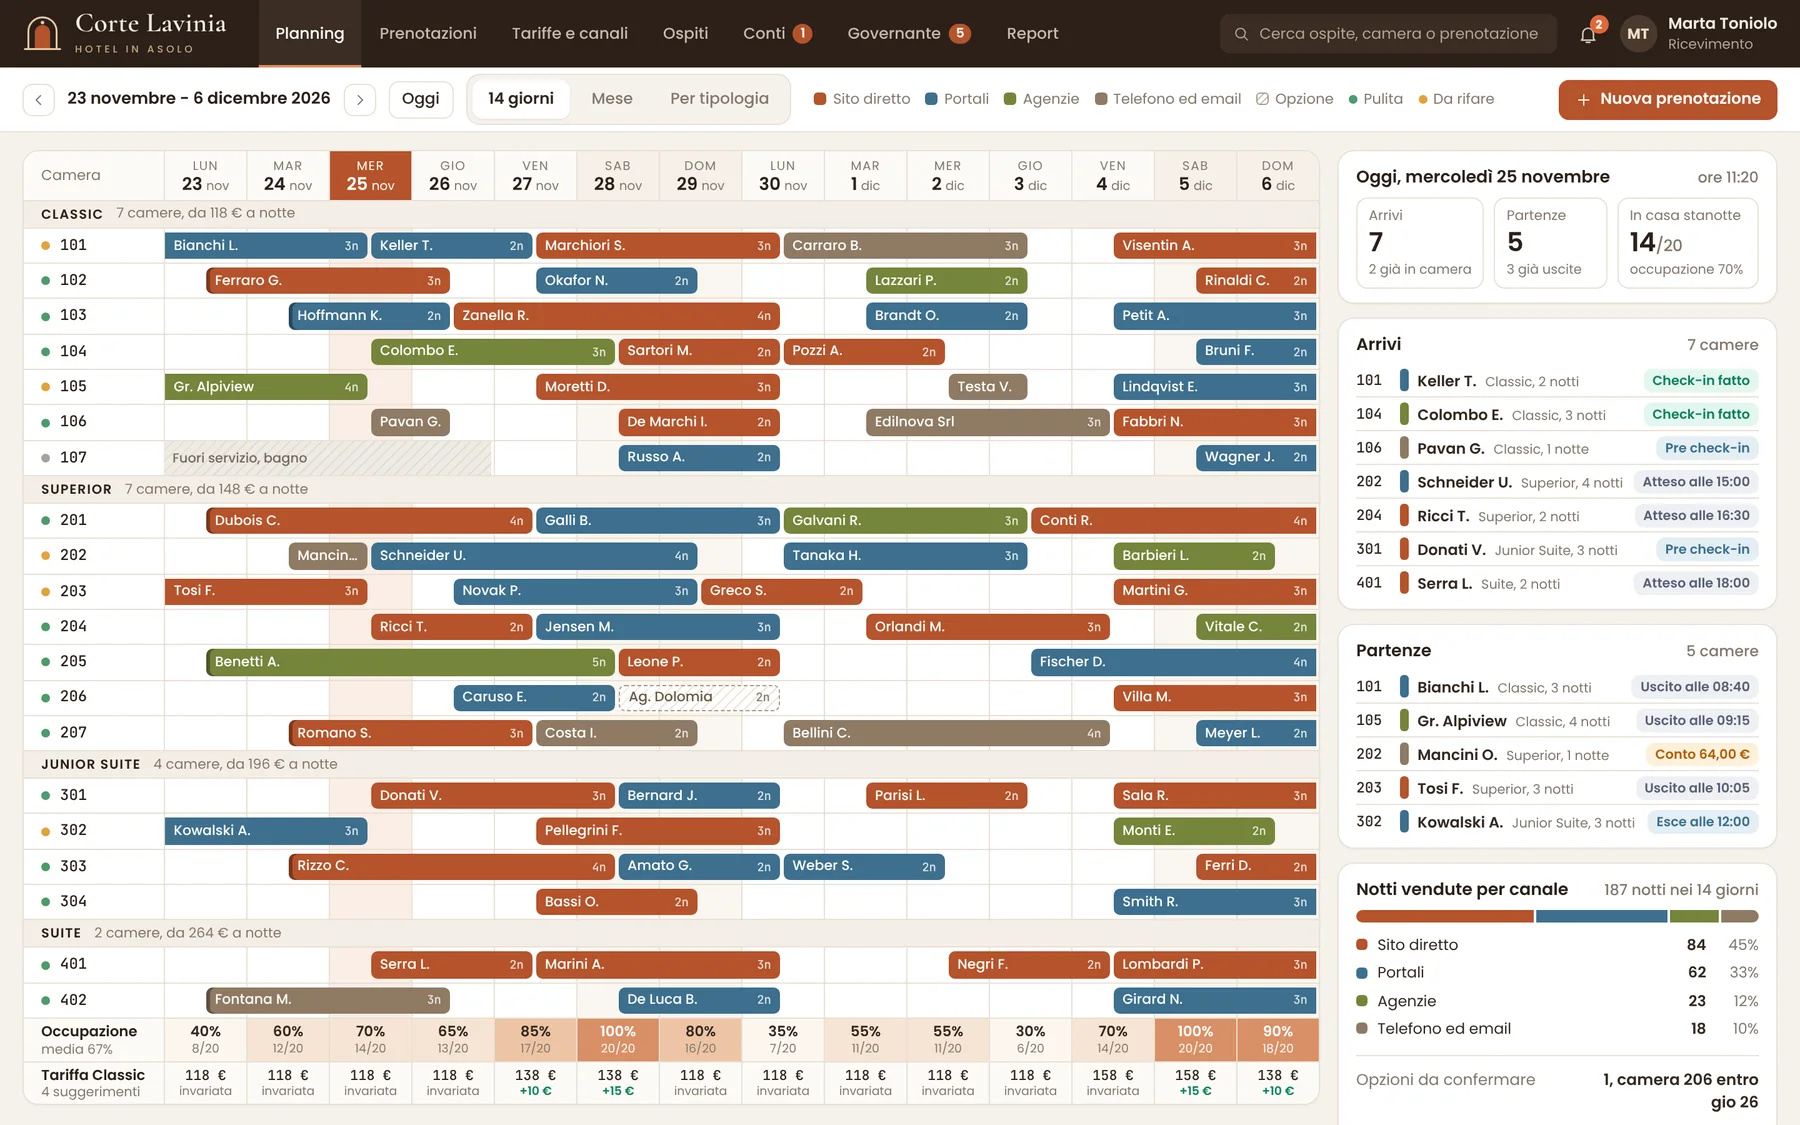 Corte Lavinia
HOTEL IN ASOLO
Planning
Prenotazioni
Tariffe e canali
Ospiti
Conti 1
Governante 5
Report
Cerca ospite, camera o prenotazione
2
MT
Marta Toniolo
Ricevimento
23 novembre - 6 dicembre 2026
Oggi
14 giorni
Mese
Per tipologia
Sito diretto
Portali
Agenzie
Telefono ed email
Opzione
Pulita
Da rifare
+ Nuova prenotazione
Camera
LUN 23 nov
MAR 24 nov
MER 25 nov
GIO 26 nov
VEN 27 nov
SAB 28 nov
DOM 29 nov
LUN 30 nov
MAR 1 dic
MER 2 dic
GIO 3 dic
VEN 4 dic
SAB 5 dic
DOM 6 dic
CLASSIC 7 camere, da 118 € a notte
101 Bianchi L. 3n Keller T. 2n Marchiori S. 3n Carraro B. 3n Visentin A. 3n
102 Ferraro G. 3n Okafor N. 2n Lazzari P. 2n Rinaldi C. 2n
103 Hoffmann K. 2n Zanella R. 4n Brandt O. 2n Petit A. 3n
104 Colombo E. 3n Sartori M. 2n Pozzi A. 2n Bruni F. 2n
105 Gr. Alpiview 4n Moretti D. 3n Testa V. Lindqvist E. 3n
106 Pavan G. De Marchi I. 2n Edilnova Srl 3n Fabbri N. 3n
107 Fuori servizio, bagno Russo A. 2n Wagner J. 2n
SUPERIOR 7 camere, da 148 € a notte
201 Dubois C. 4n Galli B. 3n Galvani R. 3n Conti R. 4n
202 Mancin... Schneider U. 4n Tanaka H. 3n Barbieri L. 2n
203 Tosi F. 3n Novak P. 3n Greco S. 2n Martini G. 3n
204 Ricci T. 2n Jensen M. 3n Orlandi M. 3n Vitale C. 2n
205 Benetti A. 5n Leone P. 2n Fischer D. 4n
206 Caruso E. 2n Ag. Dolomia 2n Villa M. 3n
207 Romano S. 3n Costa I. 2n Bellini C. 4n Meyer L. 2n
JUNIOR SUITE 4 camere, da 196 € a notte
301 Donati V. 3n Bernard J. 2n Parisi L. 2n Sala R. 3n
302 Kowalski A. 3n Pellegrini F. 3n Monti E. 2n
303 Rizzo C. 4n Amato G. 2n Weber S. 2n Ferri D. 2n
304 Bassi O. 2n Smith R. 3n
SUITE 2 camere, da 264 € a notte
401 Serra L. 2n Marini A. 3n Negri F. 2n Lombardi P. 3n
402 Fontana M. 3n De Luca B. 2n Girard N. 3n
Occupazione 40% 60% 70% 65% 85% 100% 80% 35% 55% 55% 30% 70% 100% 90%
media 67% 8/20 12/20 14/20 13/20 17/20 20/20 16/20 7/20 11/20 11/20 6/20 14/20 20/20 18/20
Tariffa Classic 118 € 118 € 118 € 118 € 138 € 138 € 118 € 118 € 118 € 118 € 118 € 158 € 158 € 138 €
4 suggerimenti invariata invariata invariata invariata +10 € +15 € invariata invariata invariata invariata invariata invariata +15 € +10 €
Oggi, mercoledì 25 novembre ore 11:20
Arrivi
7
2 già in camera
Partenze
5
3 già uscite
In casa stanotte
14/20
occupazione 70%
Arrivi 7 camere
101 Keller T. Classic, 2 notti Check-in fatto
104 Colombo E. Classic, 3 notti Check-in fatto
106 Pavan G. Classic, 1 notte Pre check-in
202 Schneider U. Superior, 4 notti Atteso alle 15:00
204 Ricci T. Superior, 2 notti Atteso alle 16:30
301 Donati V. Junior Suite, 3 notti Pre check-in
401 Serra L. Suite, 2 notti Atteso alle 18:00
Partenze 5 camere
101 Bianchi L. Classic, 3 notti Uscito alle 08:40
105 Gr. Alpiview Classic, 4 notti Uscito alle 09:15
202 Mancini O. Superior, 1 notte Conto 64,00 €
203 Tosi F. Superior, 3 notti Uscito alle 10:05
302 Kowalski A. Junior Suite, 3 notti Esce alle 12:00
Notti vendute per canale 187 notti nei 14 giorni
Sito diretto 84 45%
Portali 62 33%
Agenzie 23 12%
Telefono ed email 18 10%
Opzioni da confermare 1, camera 206 entro
gio 26